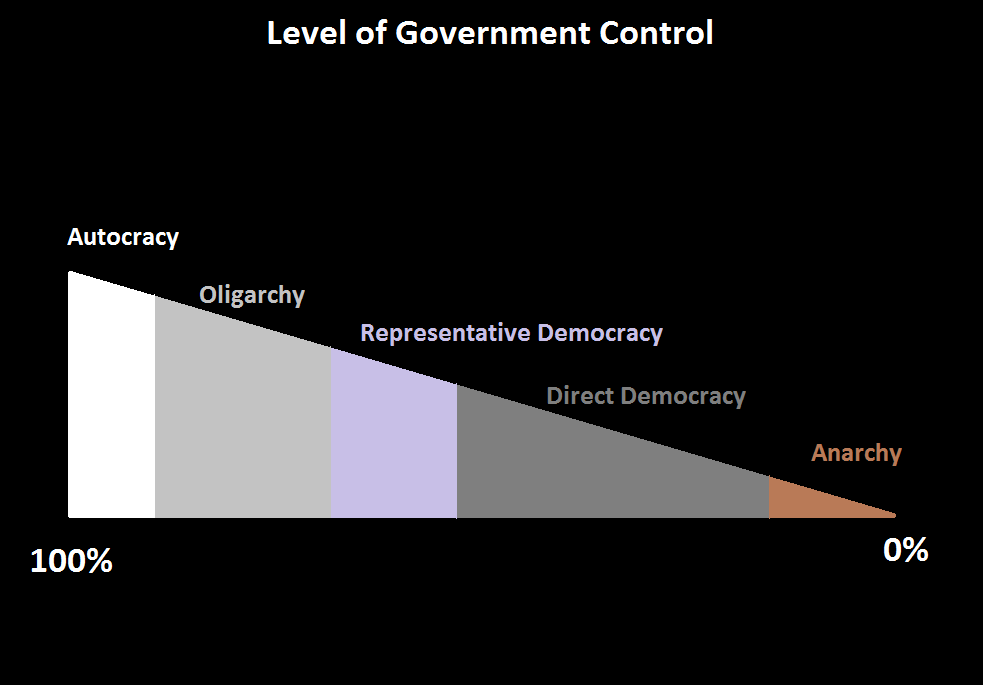 Level of Government Control
Autocracy
Oligarchy
Representative Democracy
Direct Democracy
Anarchy
100%
0%